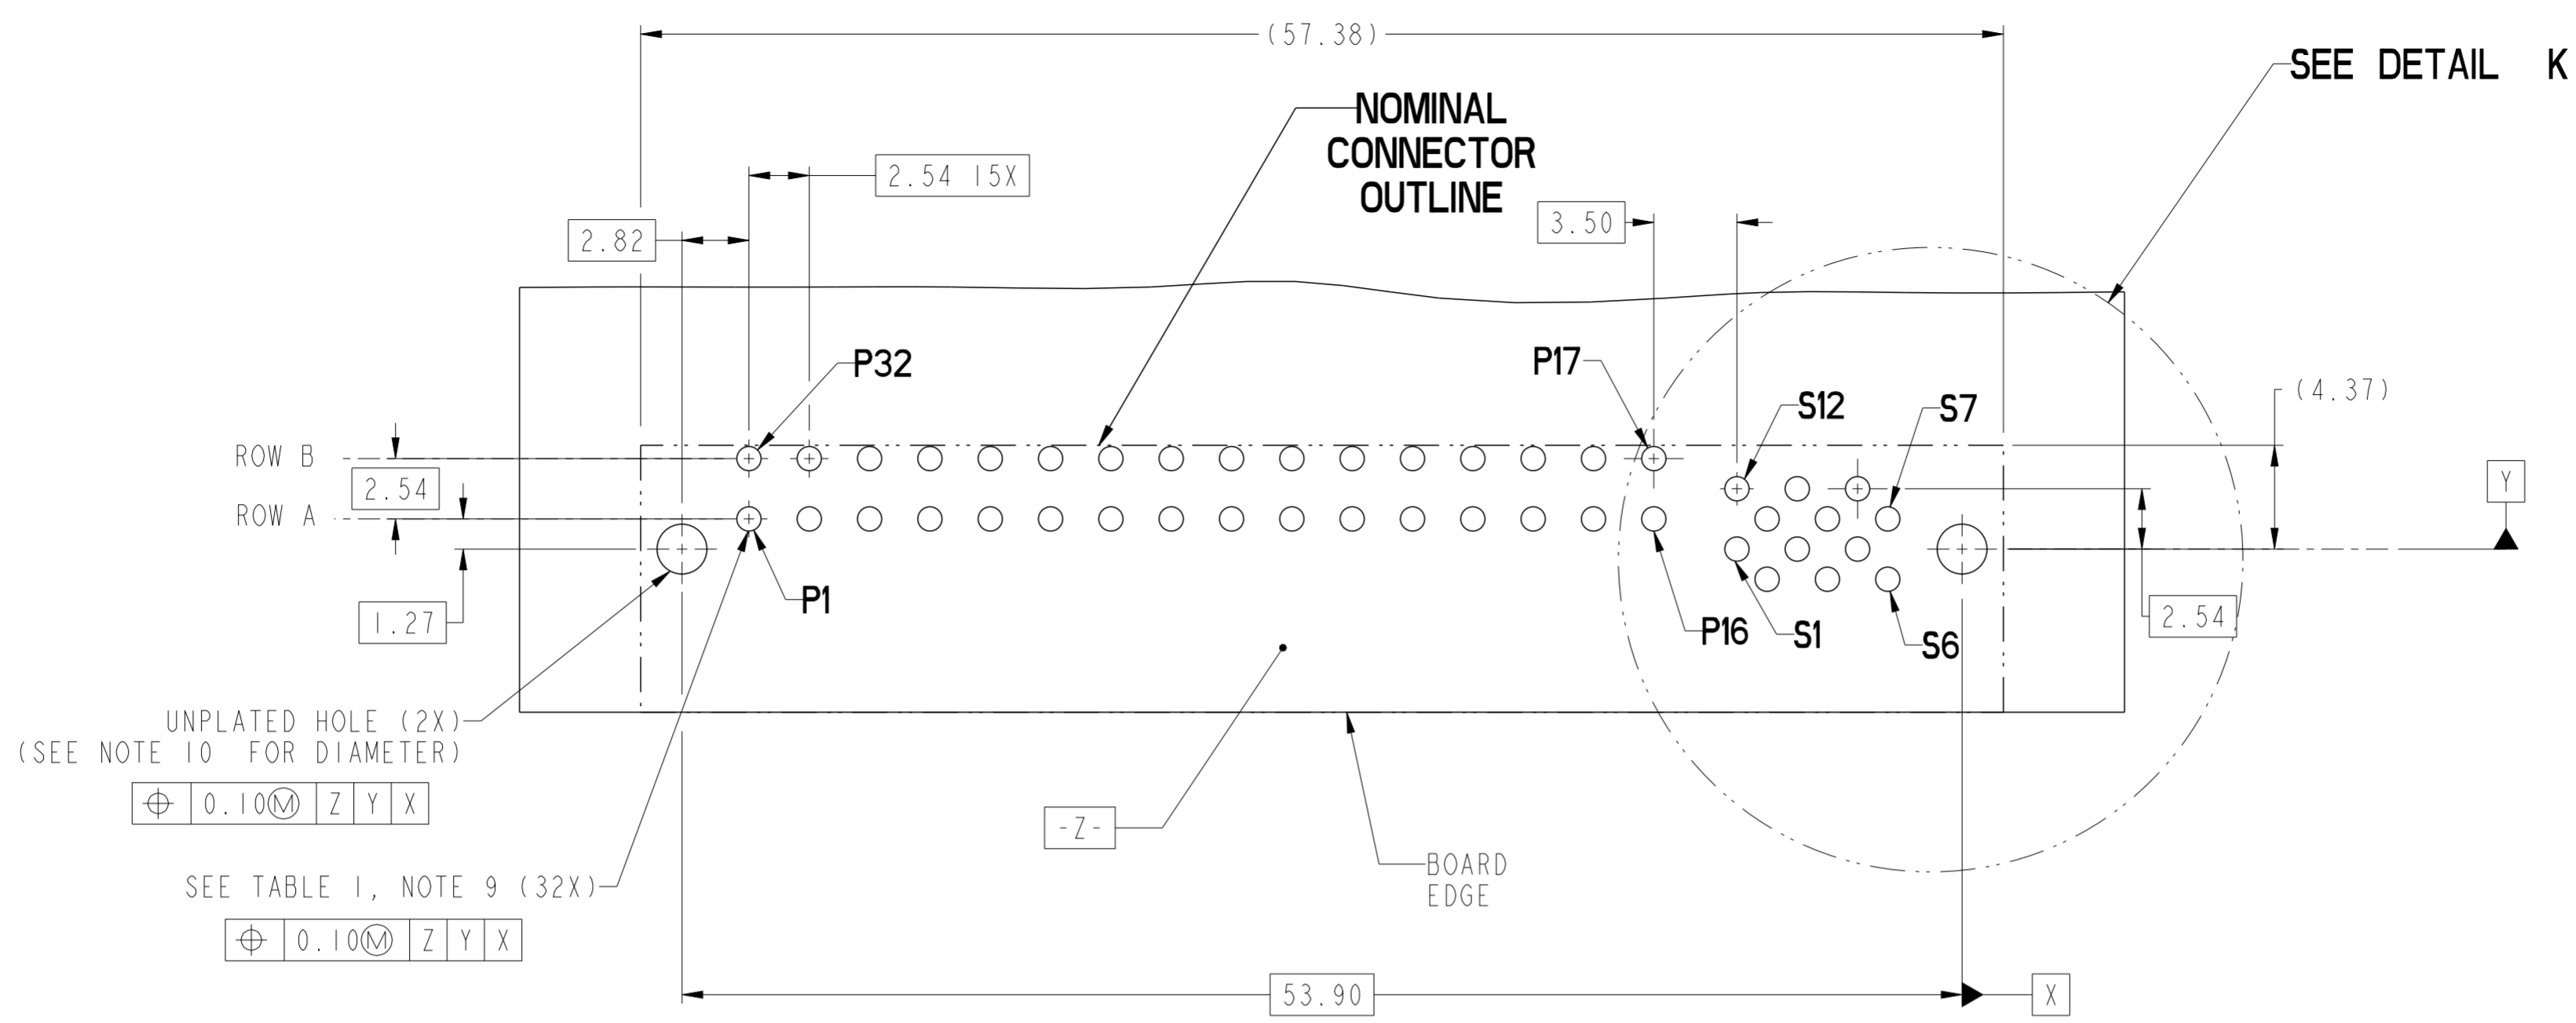 (57.38)
SEE DETAIL K
NOMINAL
CONNECTOR
OUTLINE
2.54 15X
2.82
3.50
P32
P17
S12
S7
(4.37)
ROW B
2.54
ROW A
Y
P1
1.27
P16
S1
S6
2.54
UNPLATED HOLE (2X)
(SEE NOTE 10 FOR DIAMETER)
⌖ 0.10Ⓜ Z Y X
-Z-
BOARD
EDGE
SEE TABLE 1, NOTE 9 (32X)
⌖ 0.10Ⓜ Z Y X
53.90
X